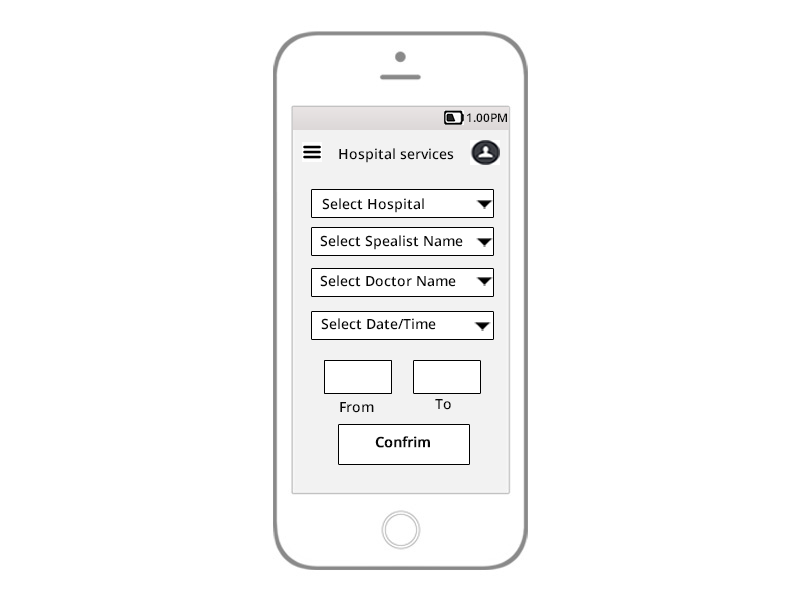 1.00PM
Hospital services
Select Hospital
Select Spealist Name
Select Doctor Name
Select Date/Time
From To
Confrim